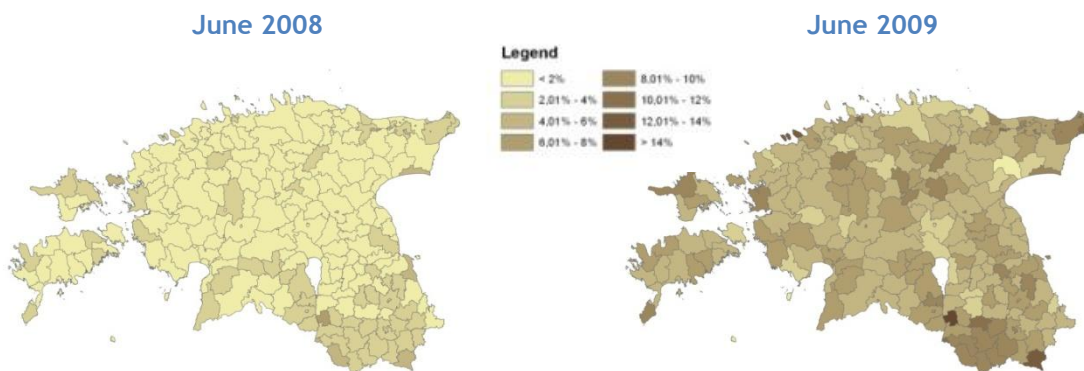 June 2008
June 2009
Legend
< 2%
2,01% - 4%
4,01% - 6%
6,01% - 8%
8,01% - 10%
10,01% - 12%
12,01% - 14%
> 14%